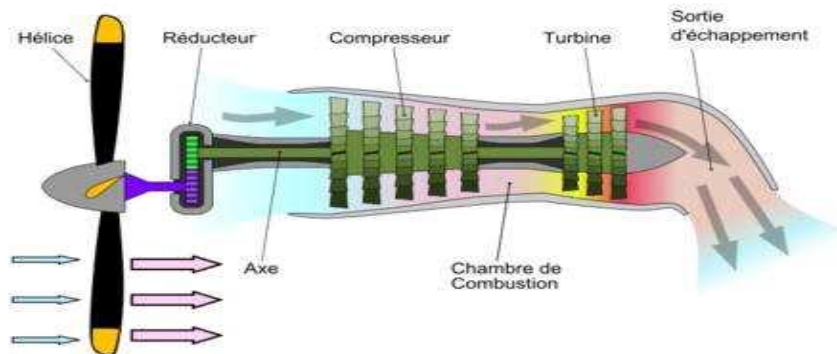 Hélice
Réducteur
Compresseur
Turbine
Sortie
d'échappement
Axe
Chambre de
Combustion